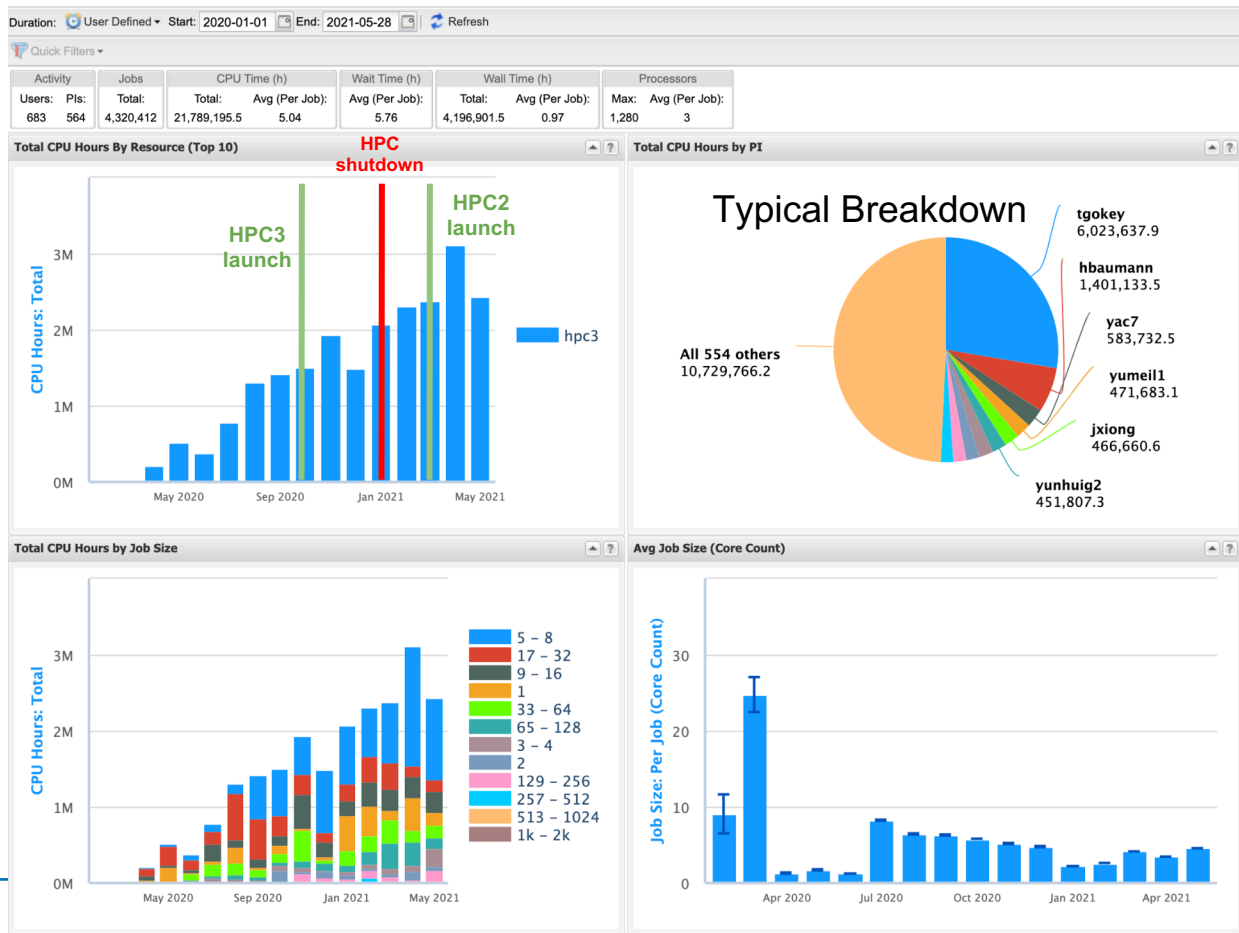 Duration: User Defined Start: 2020-01-01 End: 2021-05-28 Refresh
Quick Filters
Activity Jobs CPU Time (h) Wait Time (h) Wall Time (h) Processors
Users: PIs: Total: Total: Avg (Per Job): Avg (Per Job): Total: Avg (Per Job): Max: Avg (Per Job):
683 564 4,320,412 21,789,195.5 5.04 5.76 4,196,901.5 0.97 1,280 3
Total CPU Hours By Resource (Top 10)
HPC
shutdown
HPC3
launch
HPC2
launch
CPU Hours: Total
3M
2M
1M
0M
May 2020 Sep 2020 Jan 2021 May 2021
hpc3
Total CPU Hours by PI
Typical Breakdown
tgokey
6,023,637.9
hbaumann
1,401,133.5
yac7
583,732.5
yumeil1
471,683.1
jxiong
466,660.6
yunhuig2
451,807.3
All 554 others
10,729,766.2
Total CPU Hours by Job Size
CPU Hours: Total
3M
2M
1M
0M
May 2020 Sep 2020 Jan 2021 May 2021
5 – 8
17 – 32
9 – 16
1
33 – 64
65 – 128
3 – 4
2
129 – 256
257 – 512
513 – 1024
1k – 2k
Avg Job Size (Core Count)
Job Size: Per Job (Core Count)
30
20
10
0
Apr 2020 Jul 2020 Oct 2020 Jan 2021 Apr 2021